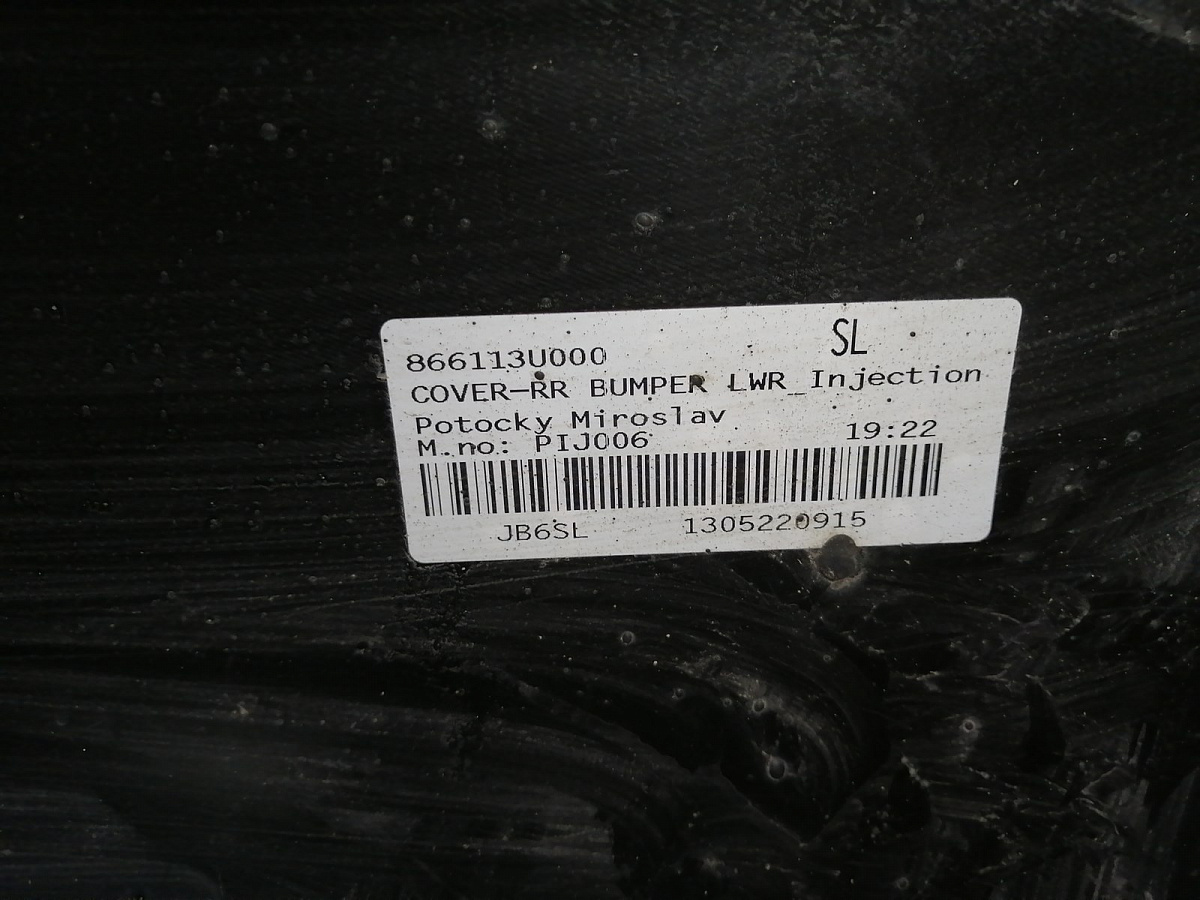 SL
866113U000
COVER-RR BUMPER LWR_Injection
Potocky Miroslav
19:22
M.no: PIJ006
JB6SL 1305220915